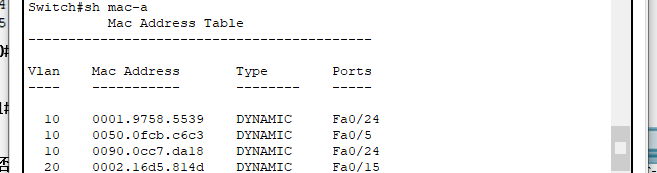 Switch#sh mac-a
Mac Address Table
-------------------------------------------
Vlan Mac Address Type Ports
---- ----------- -------- -----
10 0001.9758.5539 DYNAMIC Fa0/24
10 0050.0fcb.c6c3 DYNAMIC Fa0/5
10 0090.0cc7.da18 DYNAMIC Fa0/24
20 0002.16d5.814d DYNAMIC Fa0/15